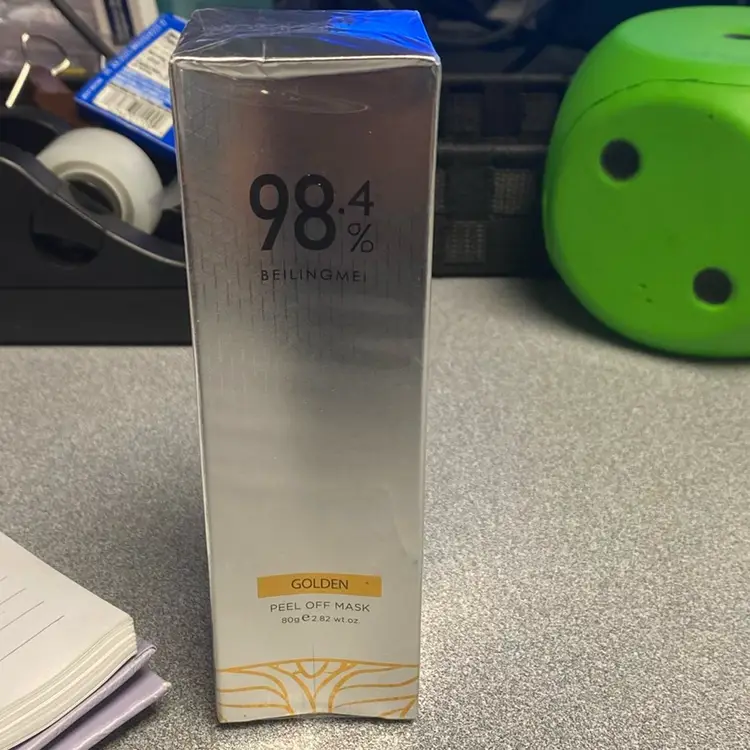 98.4%
BEILINGMEI
GOLDEN
PEEL OFF MASK
80g e 2.82 wt.oz.